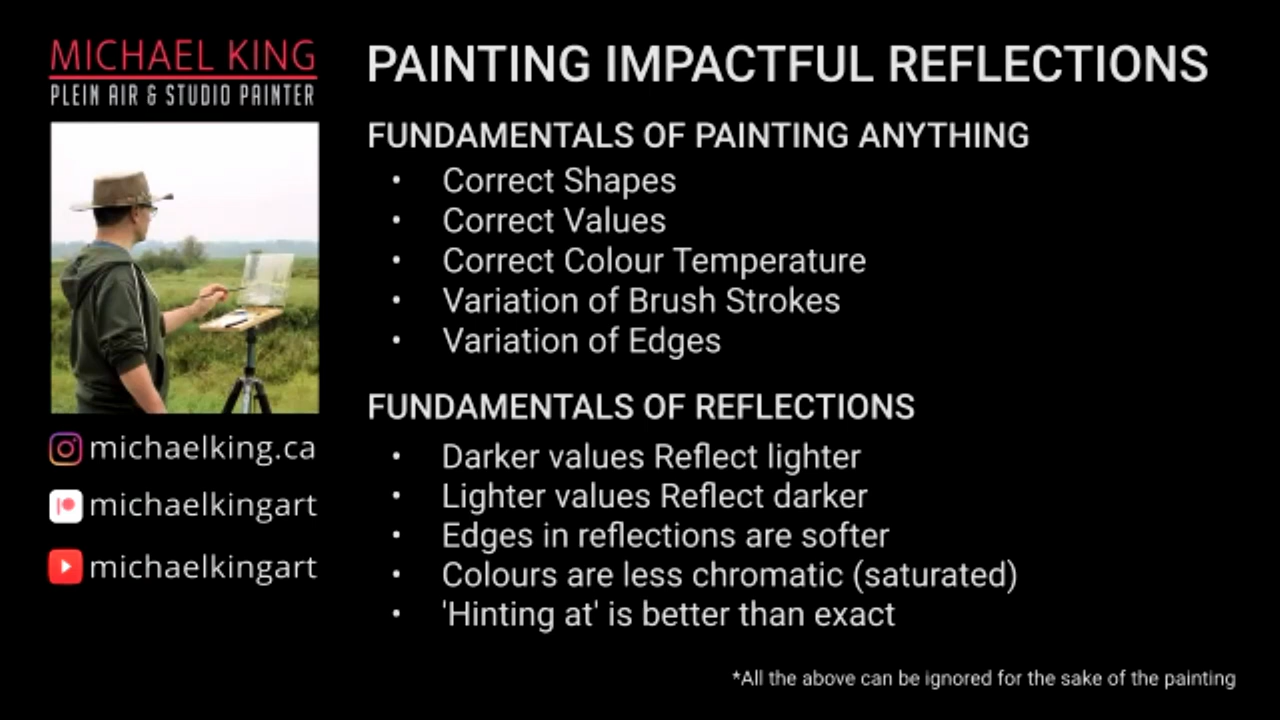 MICHAEL KING
PLEIN AIR & STUDIO PAINTER
michaelking.ca
michaelkingart
michaelkingart
PAINTING IMPACTFUL REFLECTIONS
FUNDAMENTALS OF PAINTING ANYTHING
• Correct Shapes
• Correct Values
• Correct Colour Temperature
• Variation of Brush Strokes
• Variation of Edges
FUNDAMENTALS OF REFLECTIONS
• Darker values Reflect lighter
• Lighter values Reflect darker
• Edges in reflections are softer
• Colours are less chromatic (saturated)
• 'Hinting at' is better than exact
*All the above can be ignored for the sake of the painting